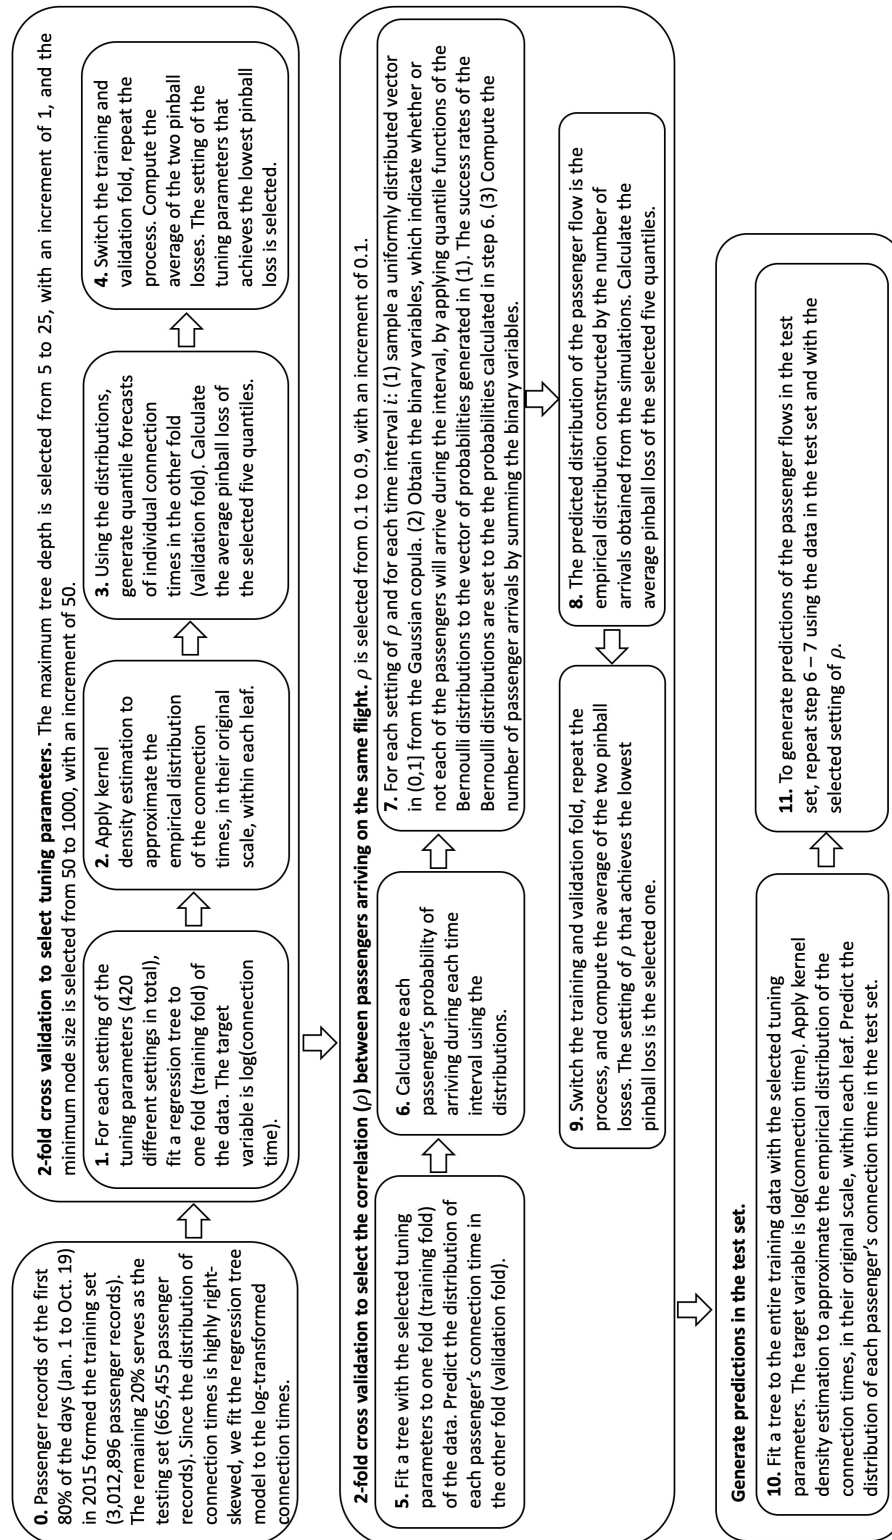 0. Passenger records of the first
80% of the days (Jan. 1 to Oct. 19)
in 2015 formed the training set
(3,012,896 passenger records).
The remaining 20% serves as the
testing set (665,455 passenger
records). Since the distribution of
connection times is highly right-
skewed, we fit the regression tree
model to the log-transformed
connection times.
2-fold cross validation to select tuning parameters. The maximum tree depth is selected from 5 to 25, with an increment of 1, and the
minimum node size is selected from 50 to 1000, with an increment of 50.
1. For each setting of the
tuning parameters (420
different settings in total),
fit a regression tree to
one fold (training fold) of
the data. The target
variable is log(connection
time).
2. Apply kernel
density estimation to
approximate the
empirical distribution
of the connection
times, in their original
scale, within each leaf.
3. Using the distributions,
generate quantile forecasts
of individual connection
times in the other fold
(validation fold). Calculate
the average pinball loss of
the selected five quantiles.
4. Switch the training and
validation fold, repeat the
process. Compute the
average of the two pinball
losses. The setting of the
tuning parameters that
achieves the lowest pinball
loss is selected.
2-fold cross validation to select the correlation (ρ) between passengers arriving on the same flight. ρ is selected from 0.1 to 0.9, with an increment of 0.1.
5. Fit a tree with the selected tuning
parameters to one fold (training fold)
of the data. Predict the distribution of
each passenger's connection time in
the other fold (validation fold).
6. Calculate each
passenger's probability of
arriving during each time
interval using the
distributions.
7. For each setting of ρ and for each time interval i: (1) sample a uniformly distributed vector
in (0,1] from the Gaussian copula. (2) Obtain the binary variables, which indicate whether or
not each of the passengers will arrive during the interval, by applying quantile functions of the
Bernoulli distributions to the vector of probabilities generated in (1). The success rates of the
Bernoulli distributions are set to the the probabilities calculated in step 6. (3) Compute the
number of passenger arrivals by summing the binary variables.
8. The predicted distribution of the passenger flow is the
empirical distribution constructed by the number of
arrivals obtained from the simulations. Calculate the
average pinball loss of the selected five quantiles.
9. Switch the training and validation fold, repeat the
process, and compute the average of the two pinball
losses. The setting of ρ that achieves the lowest
pinball loss is the selected one.
Generate predictions in the test set.
10. Fit a tree to the entire training data with the selected tuning
parameters. The target variable is log(connection time). Apply kernel
density estimation to approximate the empirical distribution of the
connection times, in their original scale, within each leaf. Predict the
distribution of each passenger's connection time in the test set.
11. To generate predictions of the passenger flows in the test
set, repeat step 6 – 7 using the data in the test set and with the
selected setting of ρ.